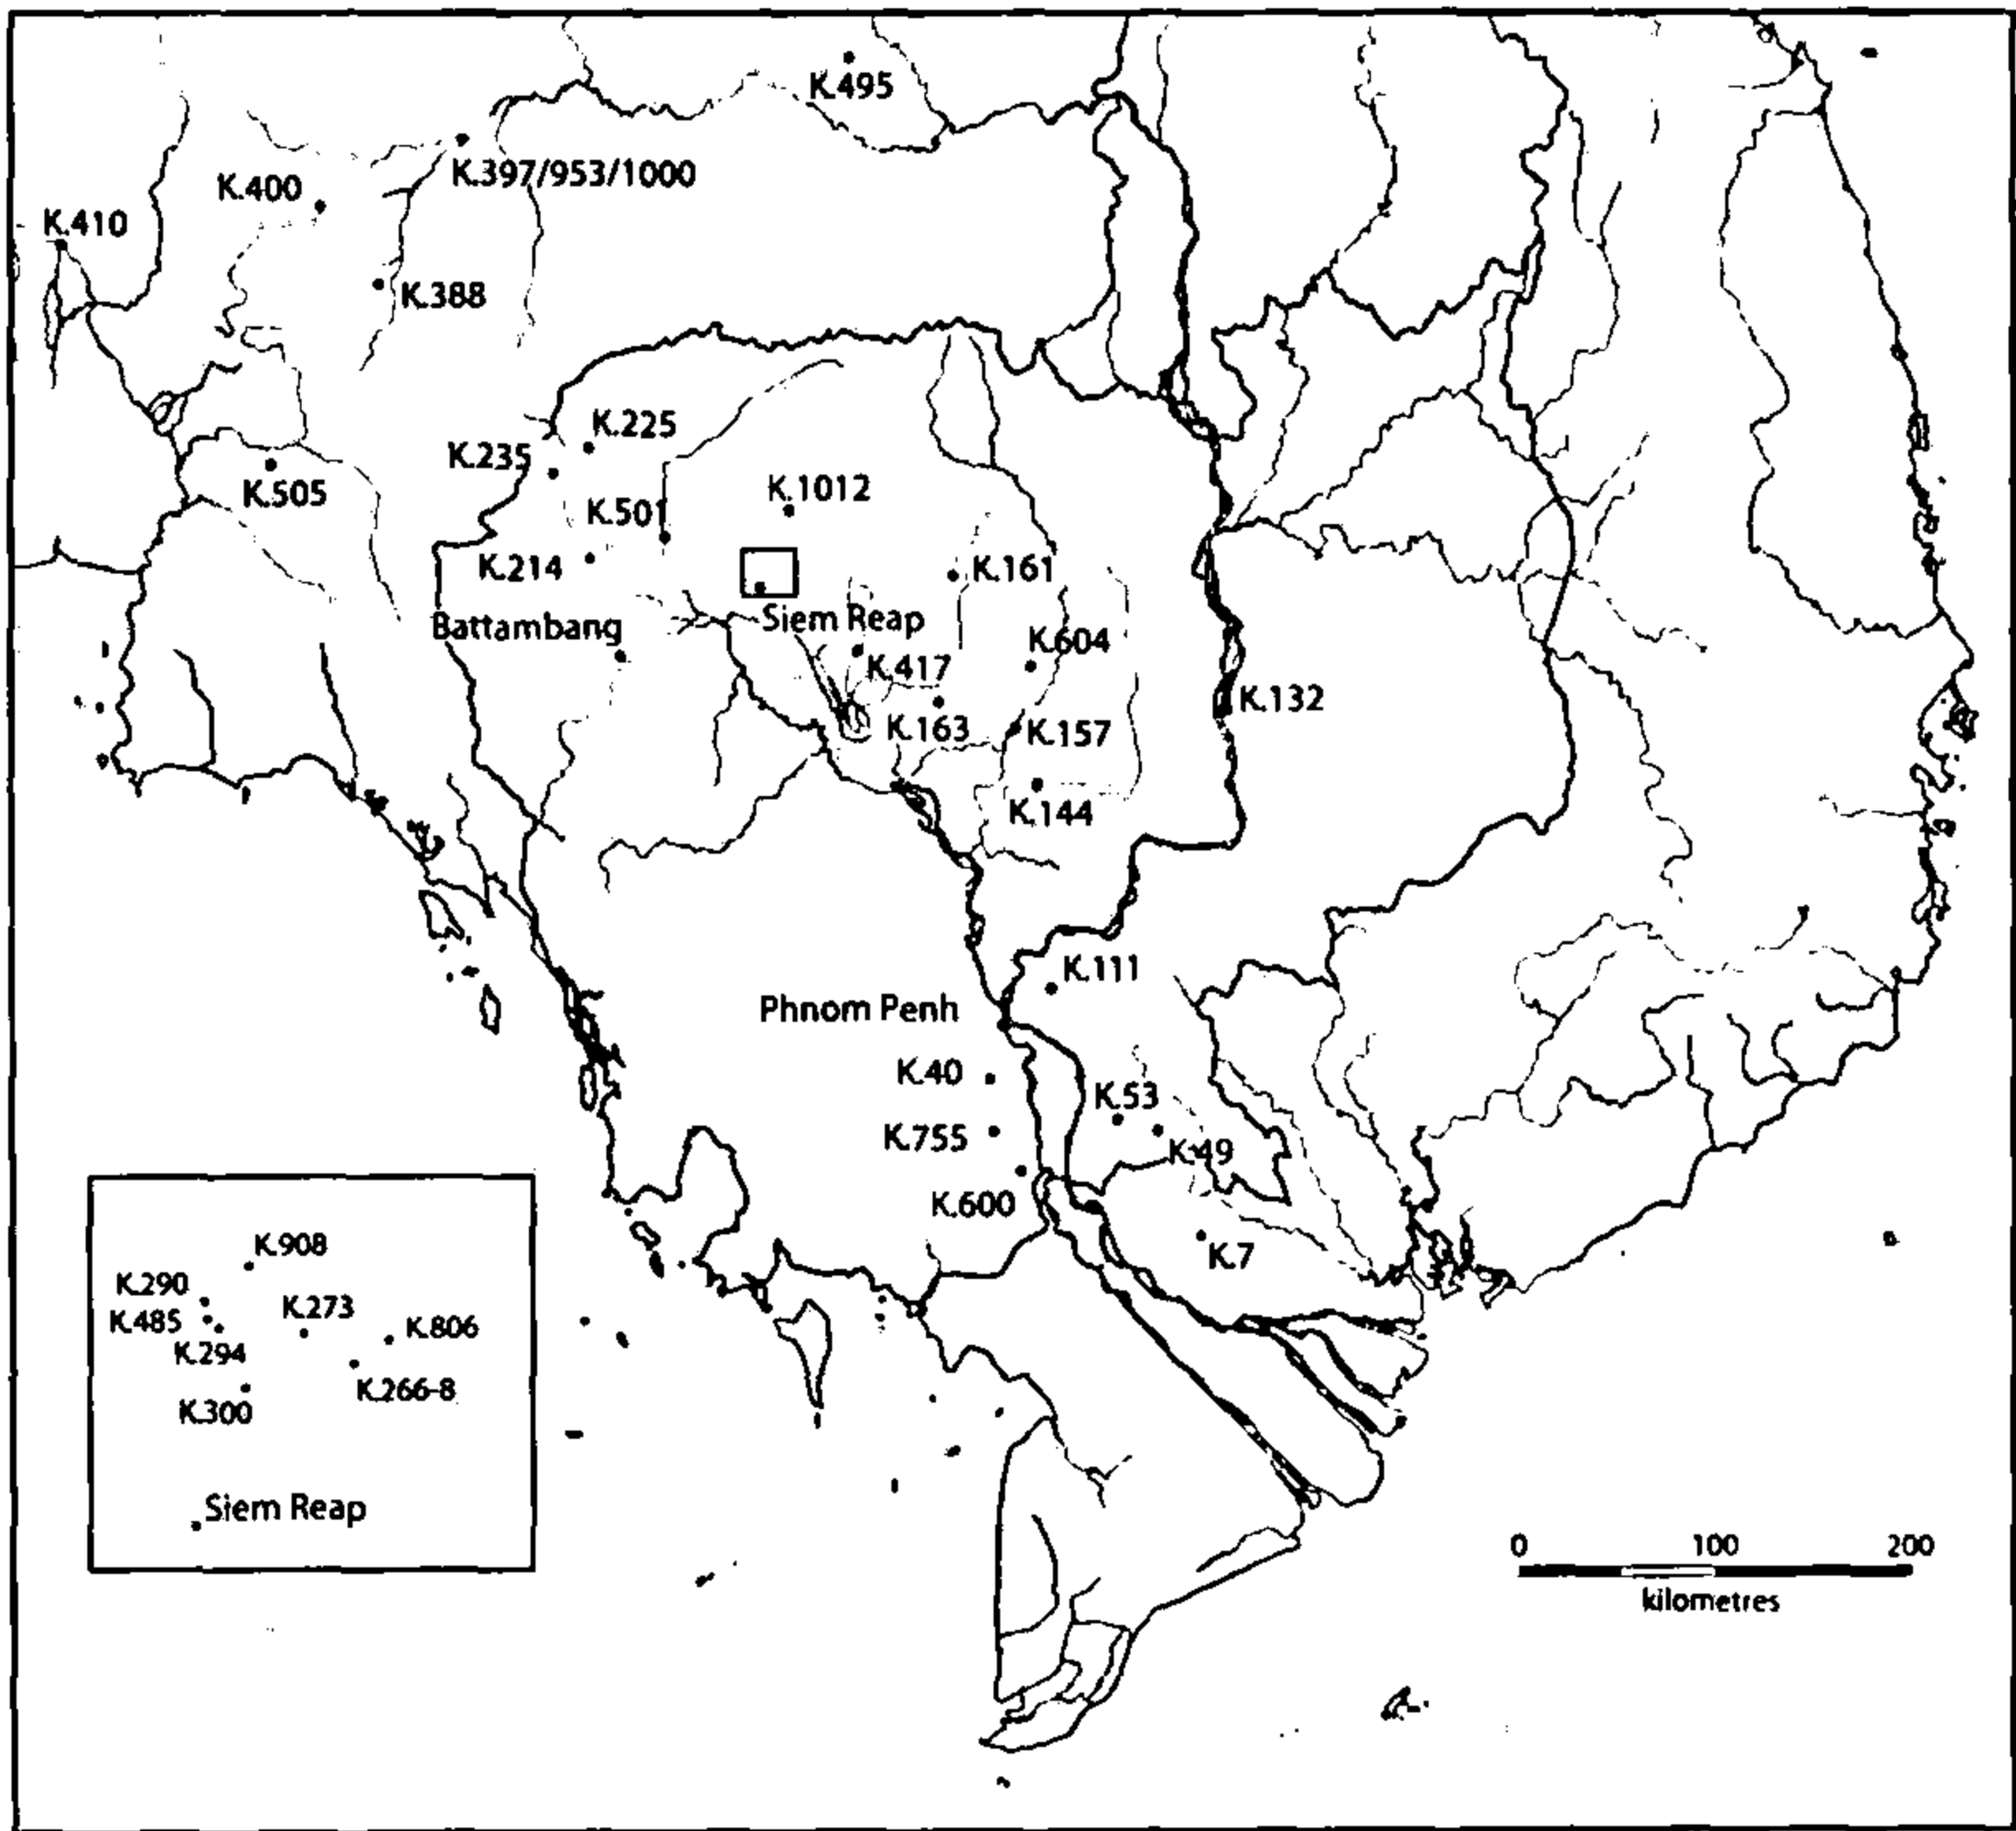 K.495
K.397/953/1000
K.400
K.410
K.388
K.225
K.235
K.505
K.1012
K.501
K.214
K.161
Siem Reap
Battambang
K.604
K.417
K.132
K.163
K.157
K.144
K.111
Phnom Penh
K.40
K.53
K.755
K.49
K.600
K.7
K.908
K.290
K.273
K.485
K.806
K.294
K.266-8
K.300
Siem Reap
0 100 200
kilometres